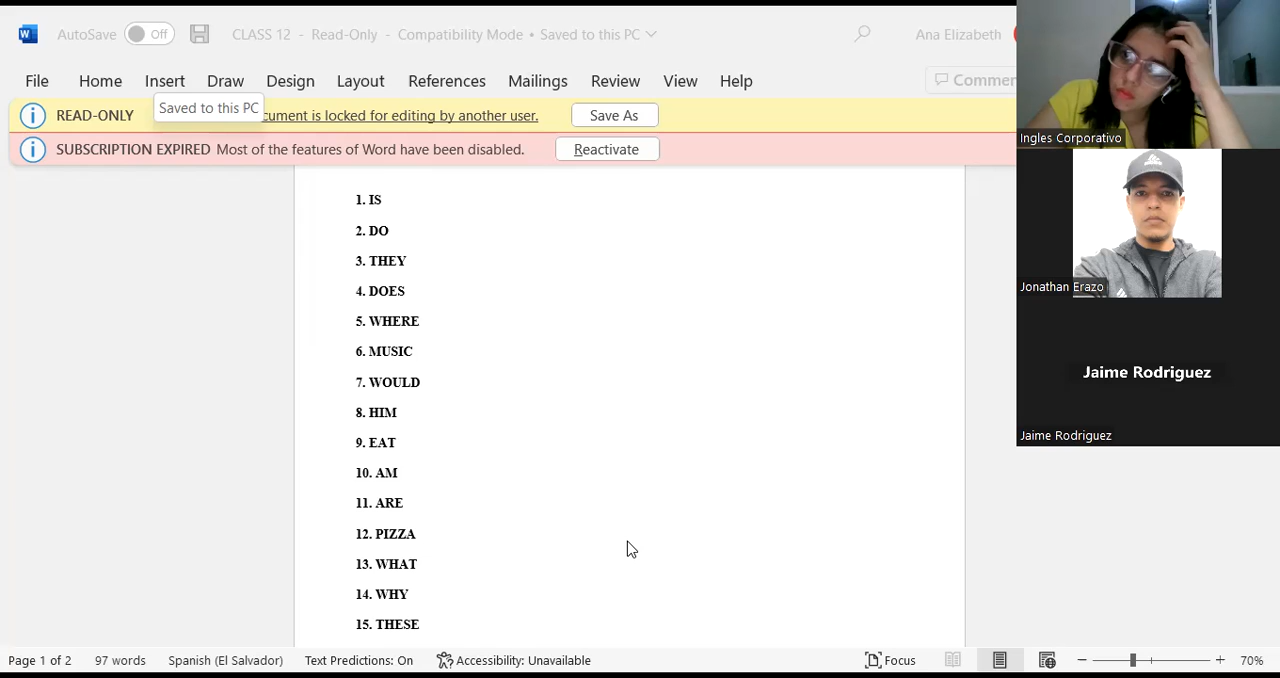 AutoSave Off CLASS 12 - Read-Only - Compatibility Mode • Saved to this PC Ana Elizabeth
File Home Insert Draw Design Layout References Mailings Review View Help Commen
Saved to this PC
READ-ONLY cument is locked for editing by another user. Save As
SUBSCRIPTION EXPIRED Most of the features of Word have been disabled. Reactivate
Ingles Corporativo
Jonathan Erazo
Jaime Rodriguez
Jaime Rodriguez
1. IS
2. DO
3. THEY
4. DOES
5. WHERE
6. MUSIC
7. WOULD
8. HIM
9. EAT
10. AM
11. ARE
12. PIZZA
13. WHAT
14. WHY
15. THESE
Page 1 of 2 97 words Spanish (El Salvador) Text Predictions: On Accessibility: Unavailable Focus 70%